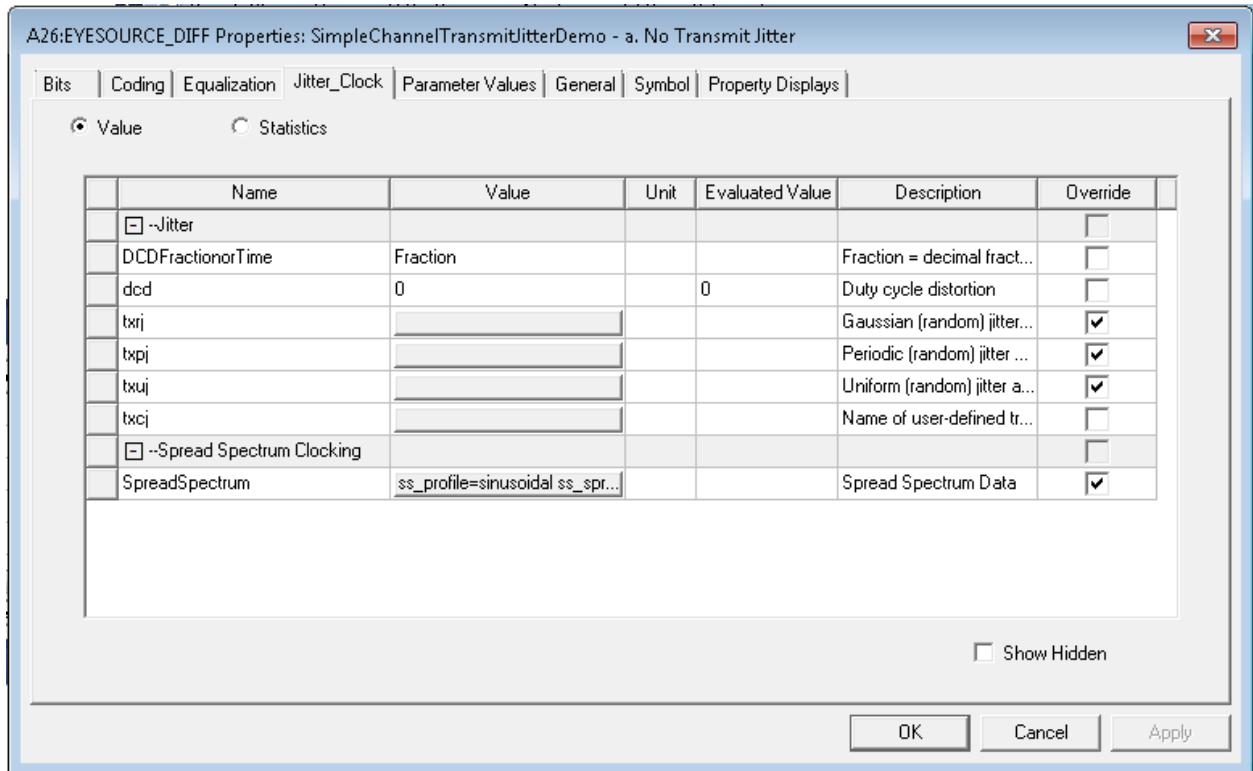 A26:EYESOURCE_DIFF Properties: SimpleChannelTransmitJitterDemo - a. No Transmit Jitter
Bits Coding Equalization Jitter_Clock Parameter Values General Symbol Property Displays
Value Statistics
Name Value Unit Evaluated Value Description Override
--Jitter
DCDFractionorTime Fraction Fraction = decimal fract...
dcd 0 0 Duty cycle distortion
txrj Gaussian (random) jitter...
txpj Periodic (random) jitter ...
txuj Uniform (random) jitter a...
txcj Name of user-defined tr...
--Spread Spectrum Clocking
SpreadSpectrum ss_profile=sinusoidal ss_spr... Spread Spectrum Data
Show Hidden
OK Cancel Apply